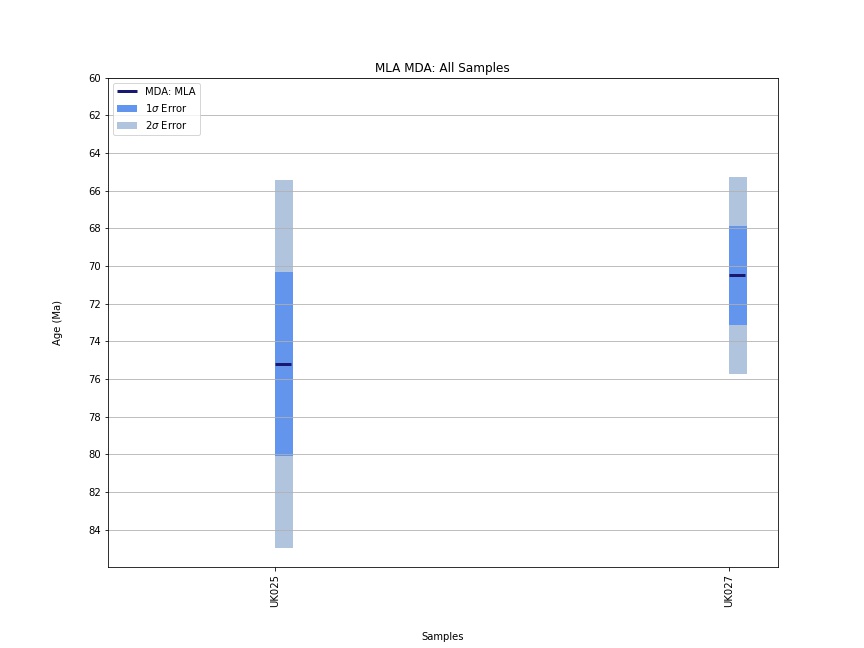 MLA MDA: All Samples
MDA: MLA
1σ Error
2σ Error
60
62
64
66
68
70
72
74
76
78
80
82
84
Age (Ma)
UK025
UK027
Samples